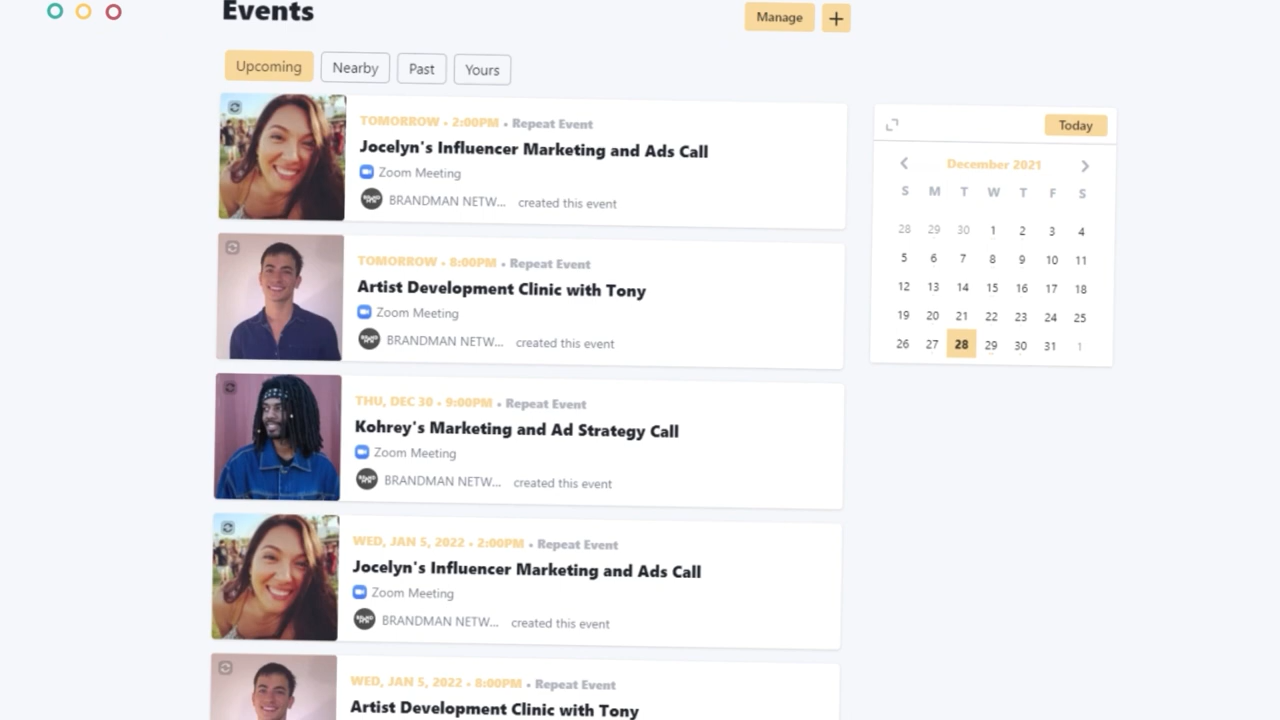 Events
Manage +
Upcoming Nearby Past Yours
TOMORROW • 2:00PM • Repeat Event
Jocelyn's Influencer Marketing and Ads Call
Zoom Meeting
BRANDMAN NETW... created this event
TOMORROW • 8:00PM • Repeat Event
Artist Development Clinic with Tony
Zoom Meeting
BRANDMAN NETW... created this event
THU, DEC 30 • 9:00PM • Repeat Event
Kohrey's Marketing and Ad Strategy Call
Zoom Meeting
BRANDMAN NETW... created this event
WED, JAN 5, 2022 • 2:00PM • Repeat Event
Jocelyn's Influencer Marketing and Ads Call
Zoom Meeting
BRANDMAN NETW... created this event
WED, JAN 5, 2022 • 8:00PM • Repeat Event
Artist Development Clinic with Tony
Today
December 2021
S M T W T F S
28 29 30 1 2 3 4
5 6 7 8 9 10 11
12 13 14 15 16 17 18
19 20 21 22 23 24 25
26 27 28 29 30 31 1